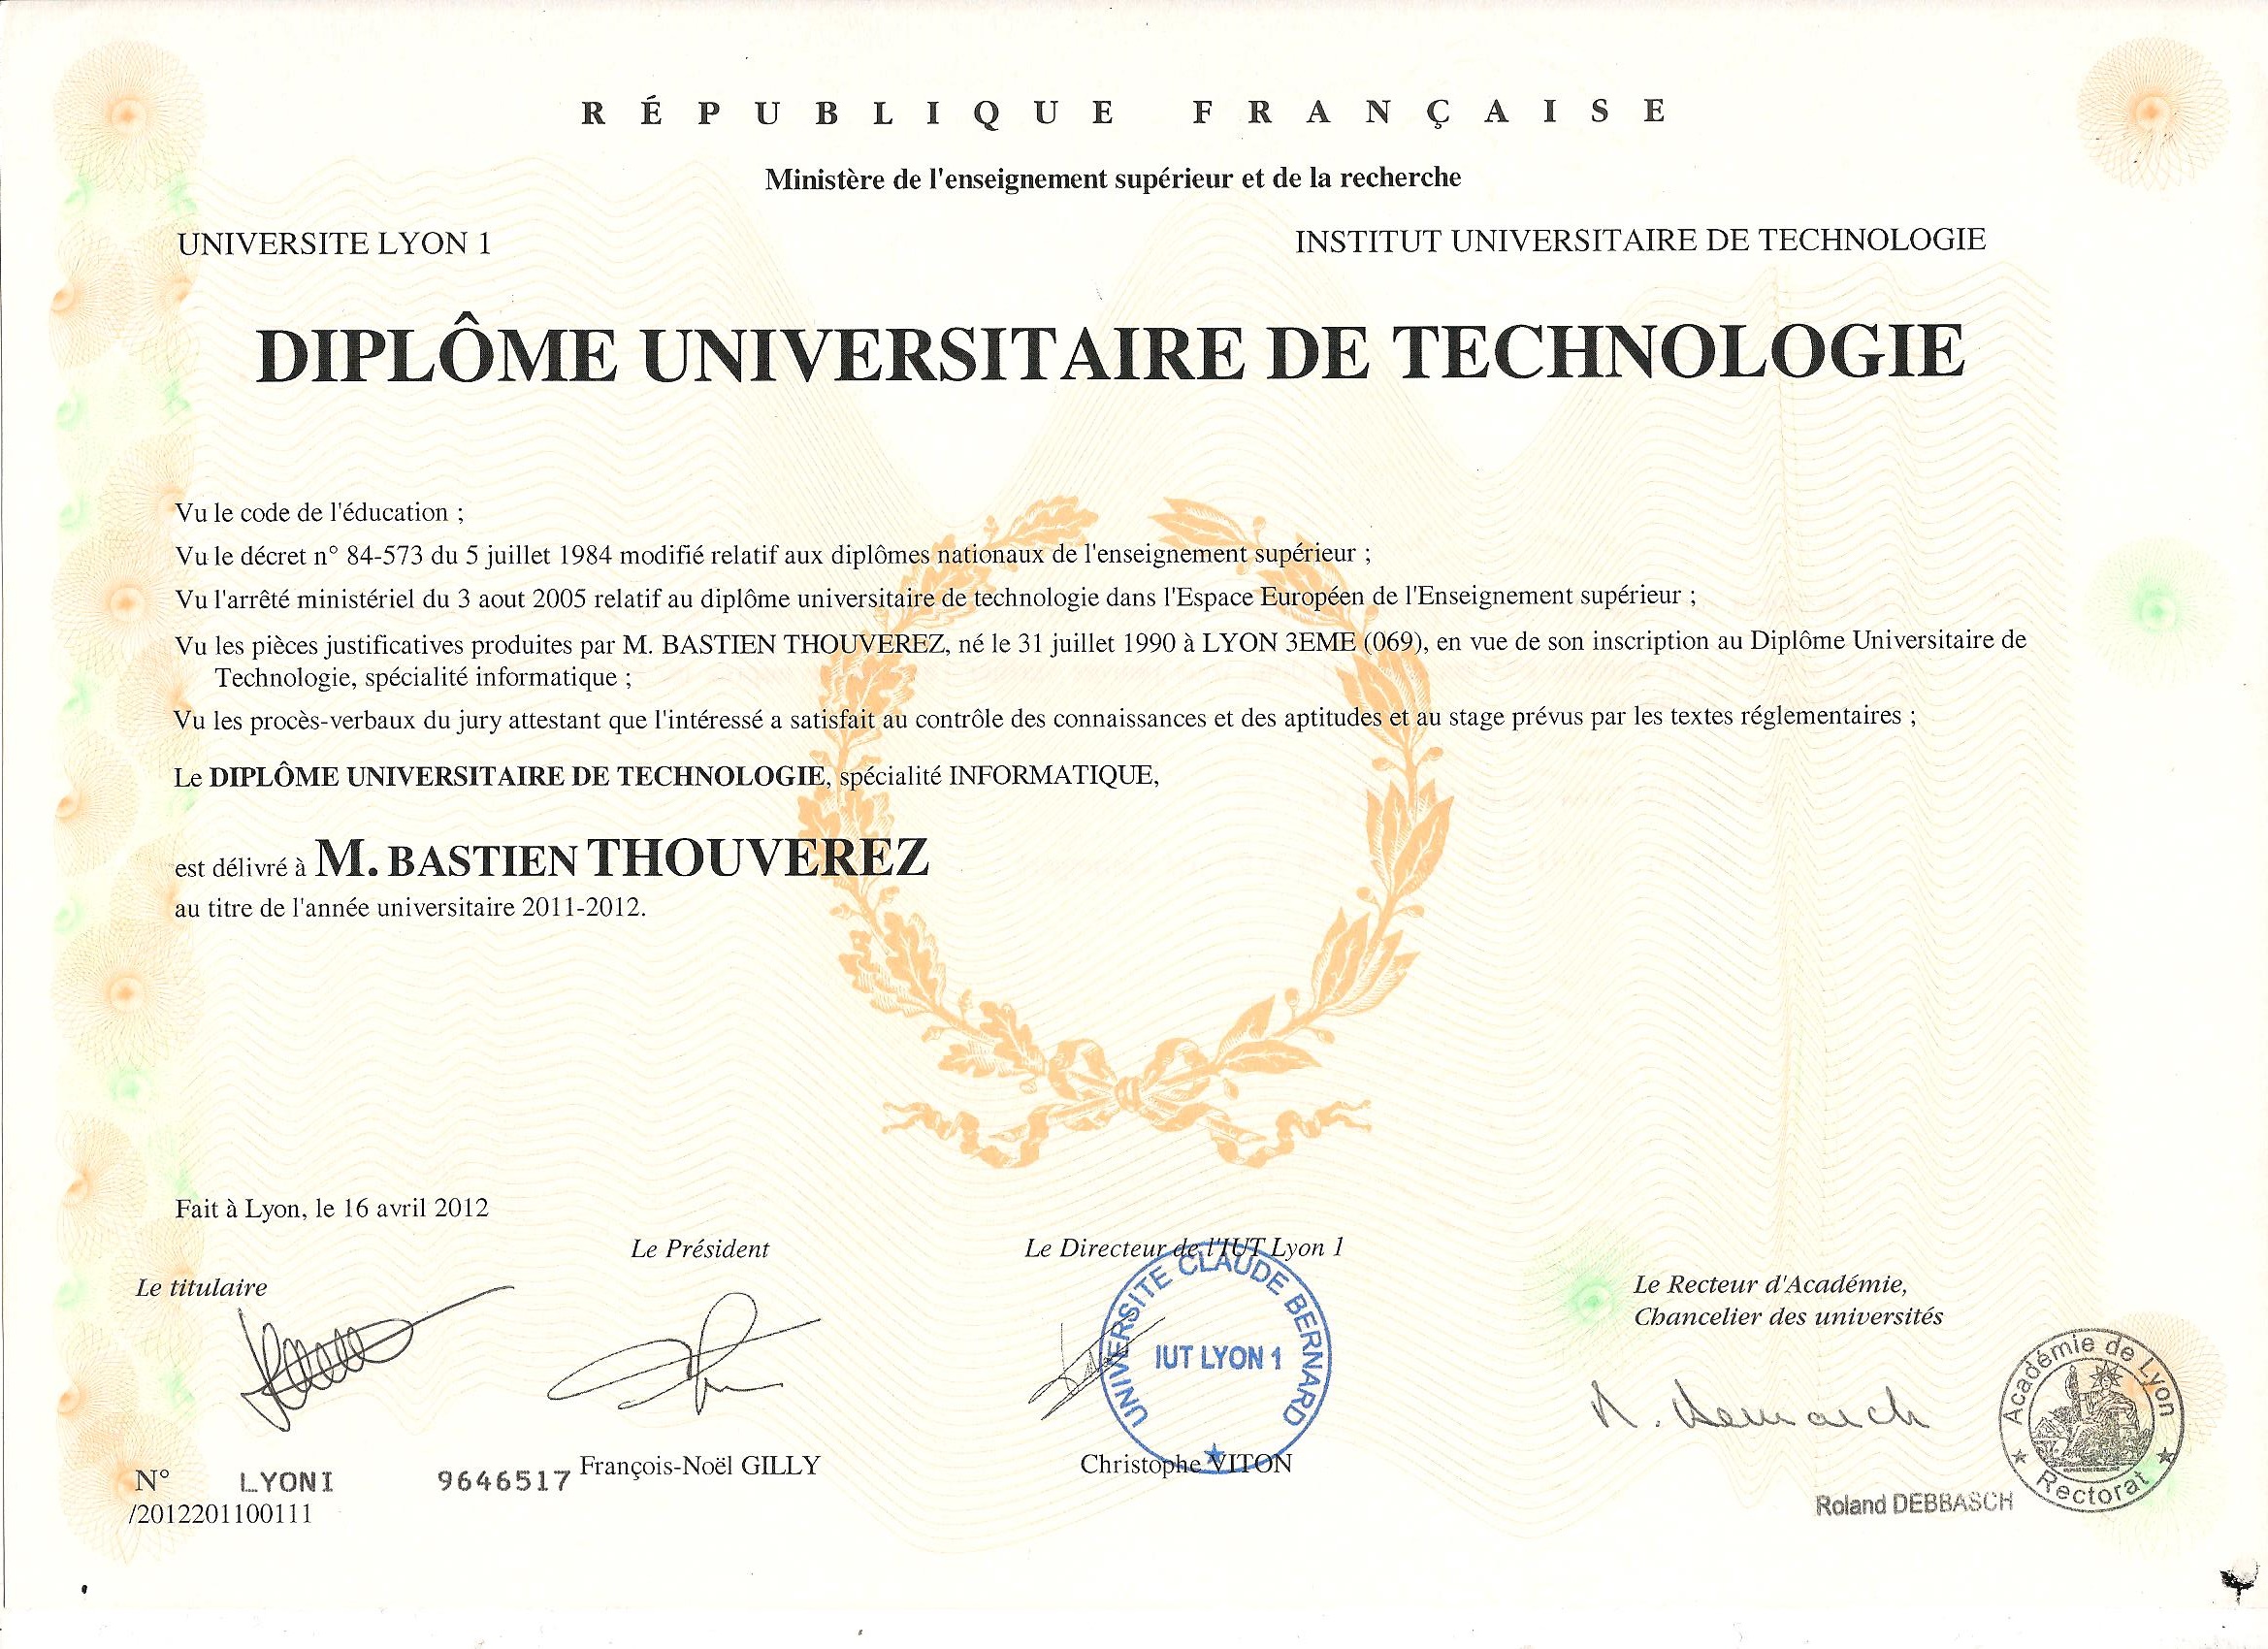 RÉPUBLIQUE FRANÇAISE
Ministère de l'enseignement supérieur et de la recherche
UNIVERSITE LYON 1
INSTITUT UNIVERSITAIRE DE TECHNOLOGIE
DIPLÔME UNIVERSITAIRE DE TECHNOLOGIE
Vu le code de l'éducation ;
Vu le décret n° 84-573 du 5 juillet 1984 modifié relatif aux diplômes nationaux de l'enseignement supérieur ;
Vu l'arrêté ministériel du 3 aout 2005 relatif au diplôme universitaire de technologie dans l'Espace Européen de l'Enseignement supérieur ;
Vu les pièces justificatives produites par M. BASTIEN THOUVEREZ, né le 31 juillet 1990 à LYON 3EME (069), en vue de son inscription au Diplôme Universitaire de
Technologie, spécialité informatique ;
Vu les procès-verbaux du jury attestant que l'intéressé a satisfait au contrôle des connaissances et des aptitudes et au stage prévus par les textes réglementaires ;
Le DIPLÔME UNIVERSITAIRE DE TECHNOLOGIE, spécialité INFORMATIQUE,
est délivré à M. BASTIEN THOUVEREZ
au titre de l'année universitaire 2011-2012.
Fait à Lyon, le 16 avril 2012
Le titulaire
Le Président
Le Directeur de l'IUT Lyon 1
Le Recteur d'Académie,
Chancelier des universités
UNIVERSITE CLAUDE BERNARD
IUT LYON 1
Académie de Lyon
Rectorat
François-Noël GILLY
Christophe VITON
Roland DEBBASCH
N° LYONI 9646517
/2012201100111